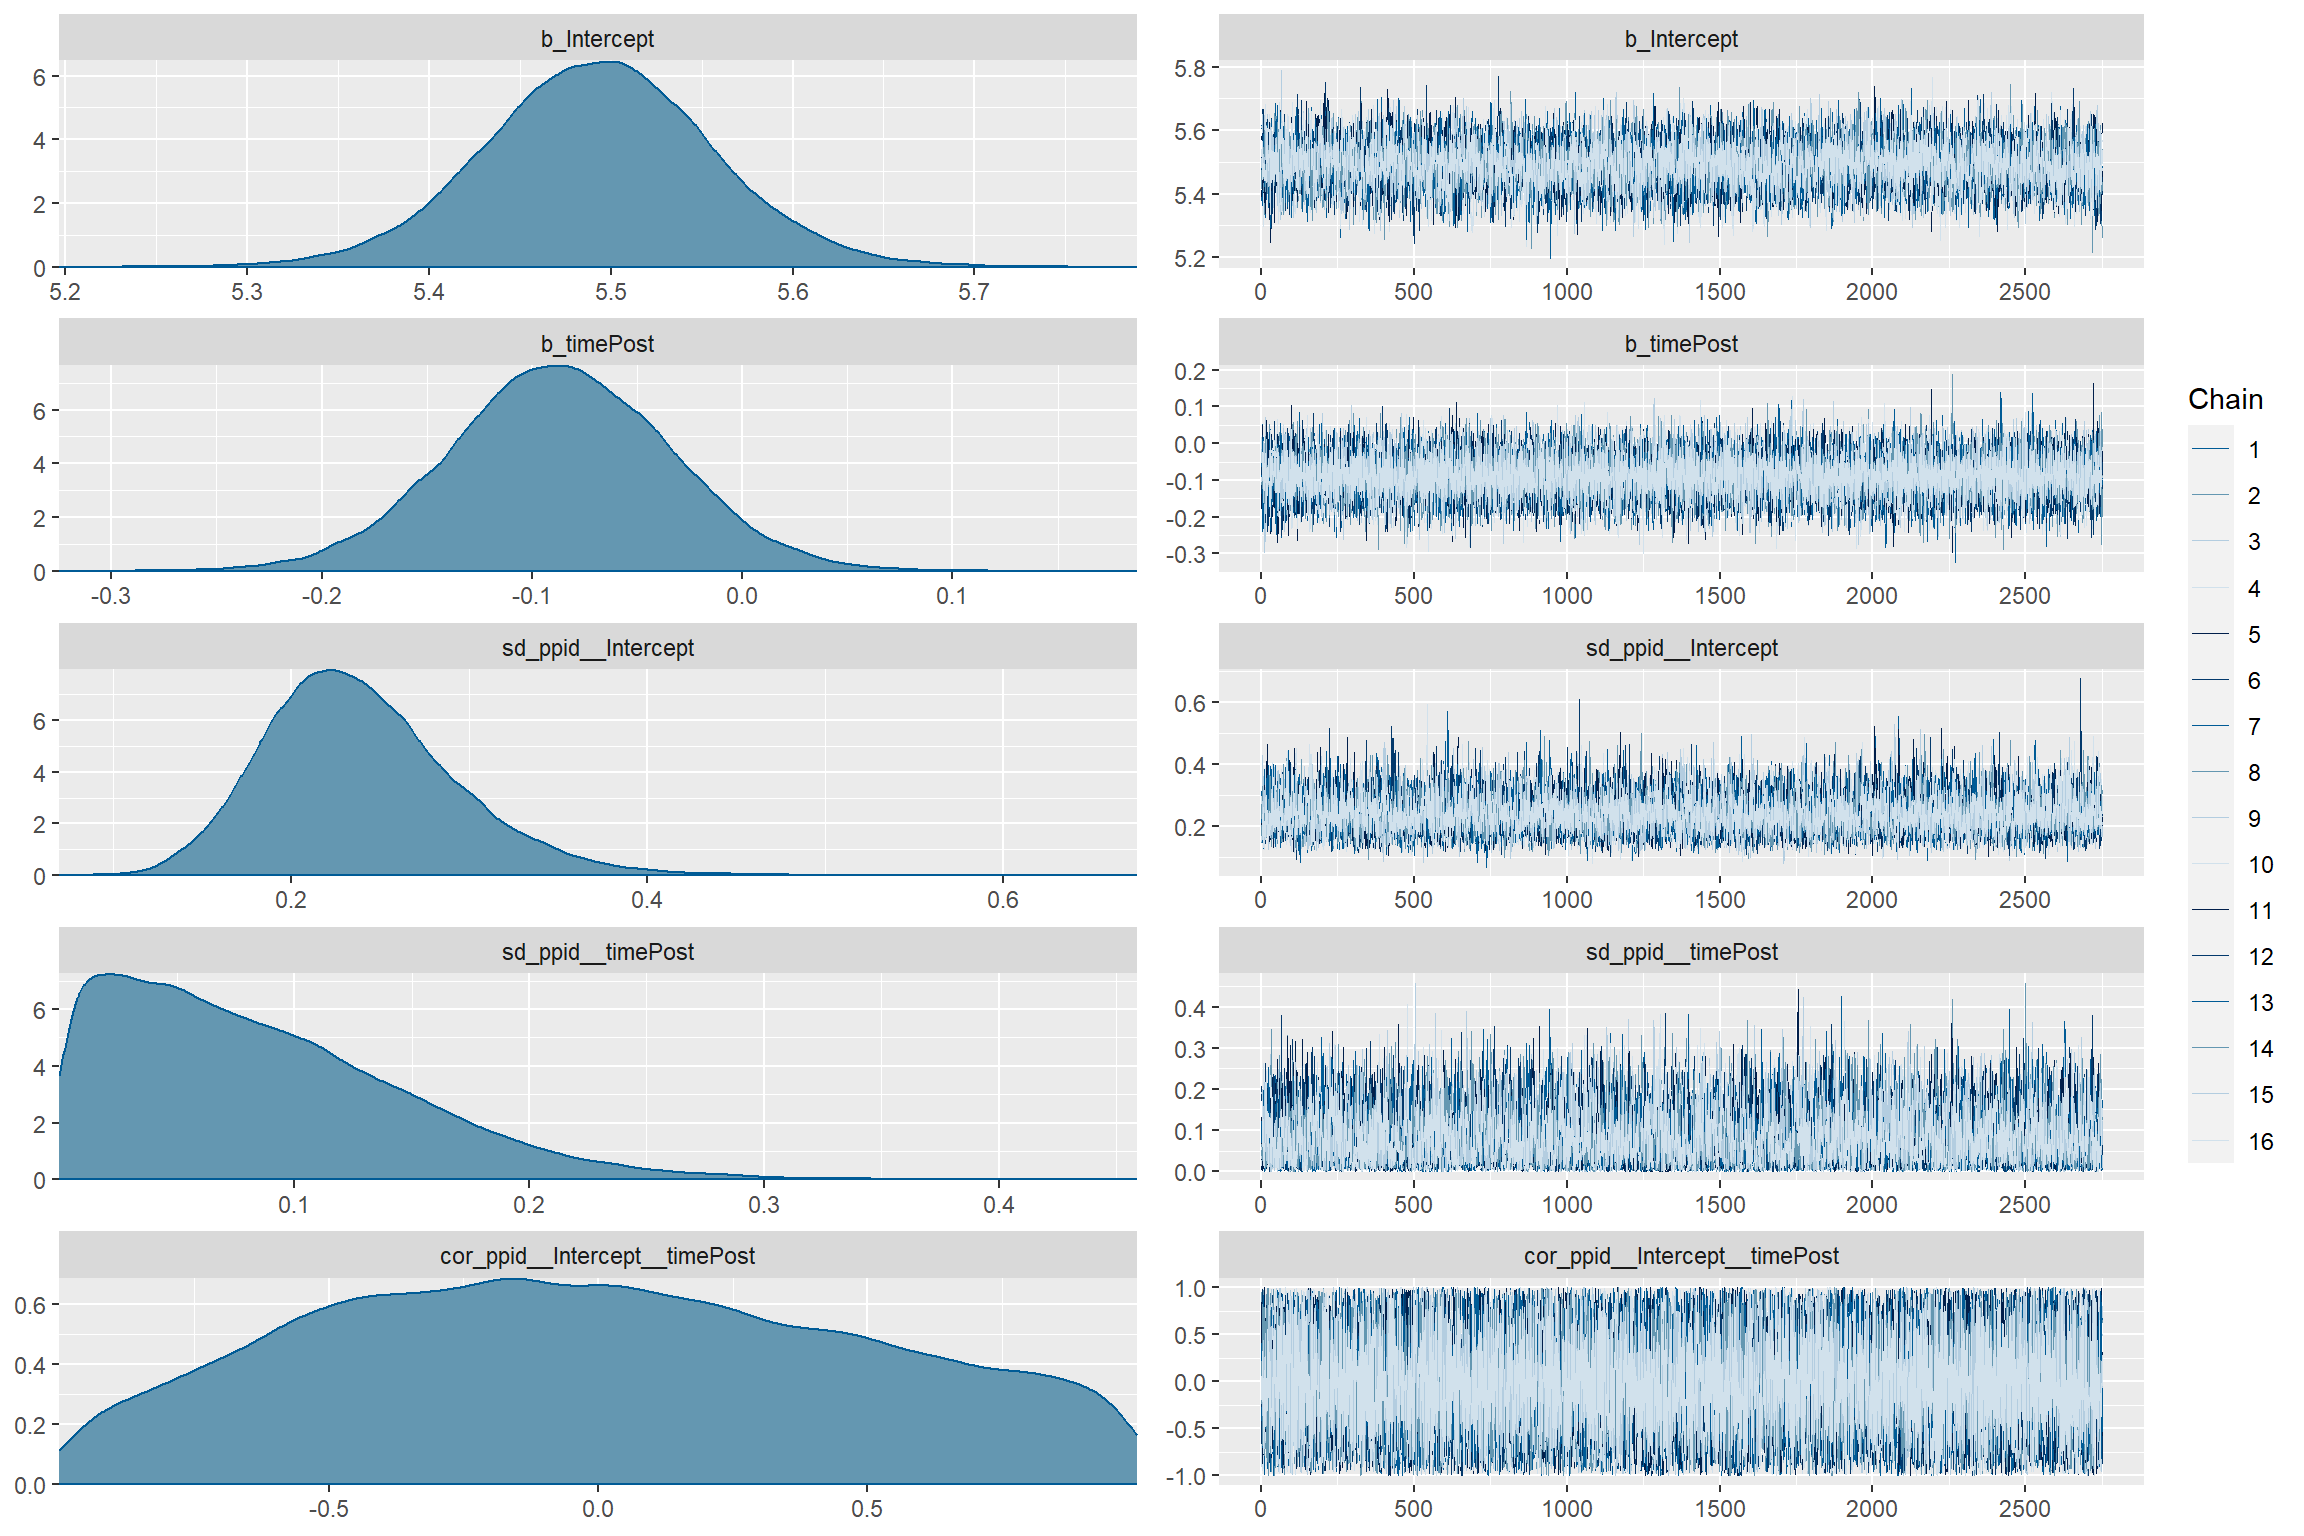 b_Intercept
6
4
2
0
5.2 5.3 5.4 5.5 5.6 5.7
b_Intercept
5.8
5.6
5.4
5.2
0 500 1000 1500 2000 2500
b_timePost
6
4
2
0
-0.3 -0.2 -0.1 0.0 0.1
b_timePost
0.2
0.1
0.0
-0.1
-0.2
-0.3
0 500 1000 1500 2000 2500
sd_ppid__Intercept
6
4
2
0
0.2 0.4 0.6
sd_ppid__Intercept
0.6
0.4
0.2
0 500 1000 1500 2000 2500
sd_ppid__timePost
6
4
2
0
0.1 0.2 0.3 0.4
sd_ppid__timePost
0.4
0.3
0.2
0.1
0.0
0 500 1000 1500 2000 2500
cor_ppid__Intercept__timePost
0.6
0.4
0.2
0.0
-0.5 0.0 0.5
cor_ppid__Intercept__timePost
1.0
0.5
0.0
-0.5
-1.0
0 500 1000 1500 2000 2500
Chain
1
2
3
4
5
6
7
8
9
10
11
12
13
14
15
16